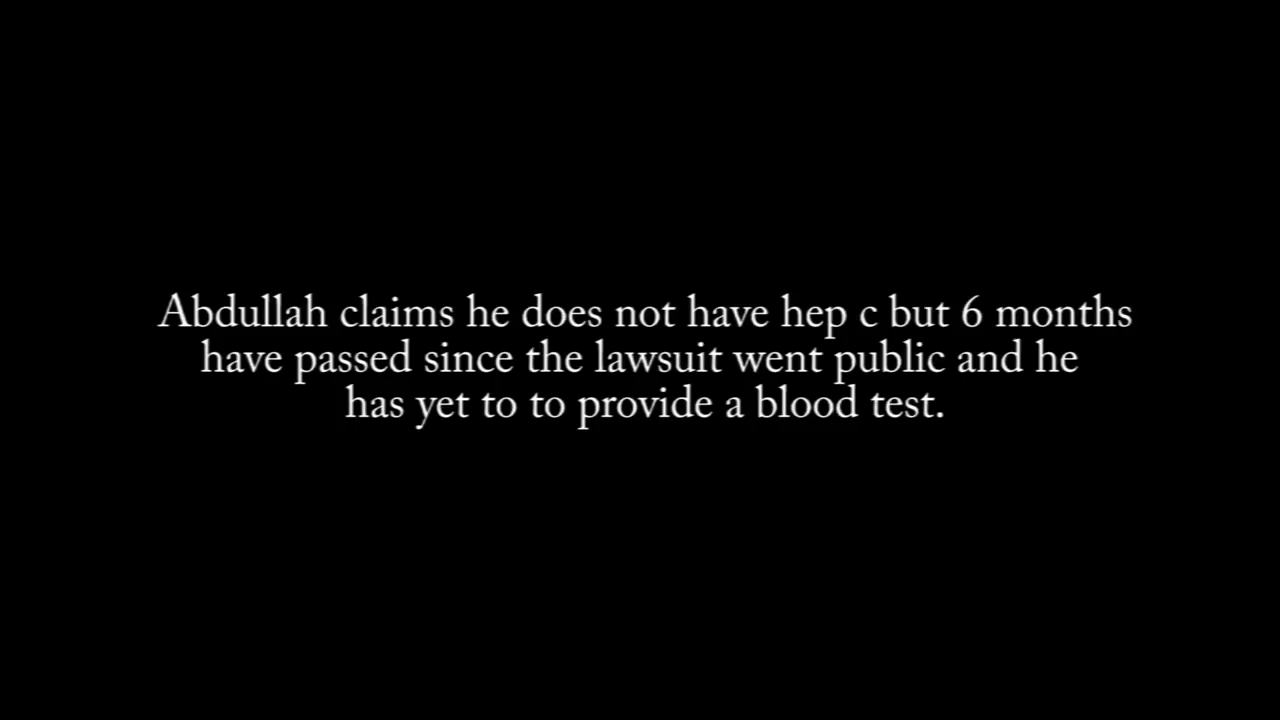 Abdullah claims he does not have hep c but 6 months
have passed since the lawsuit went public and he
has yet to to provide a blood test.